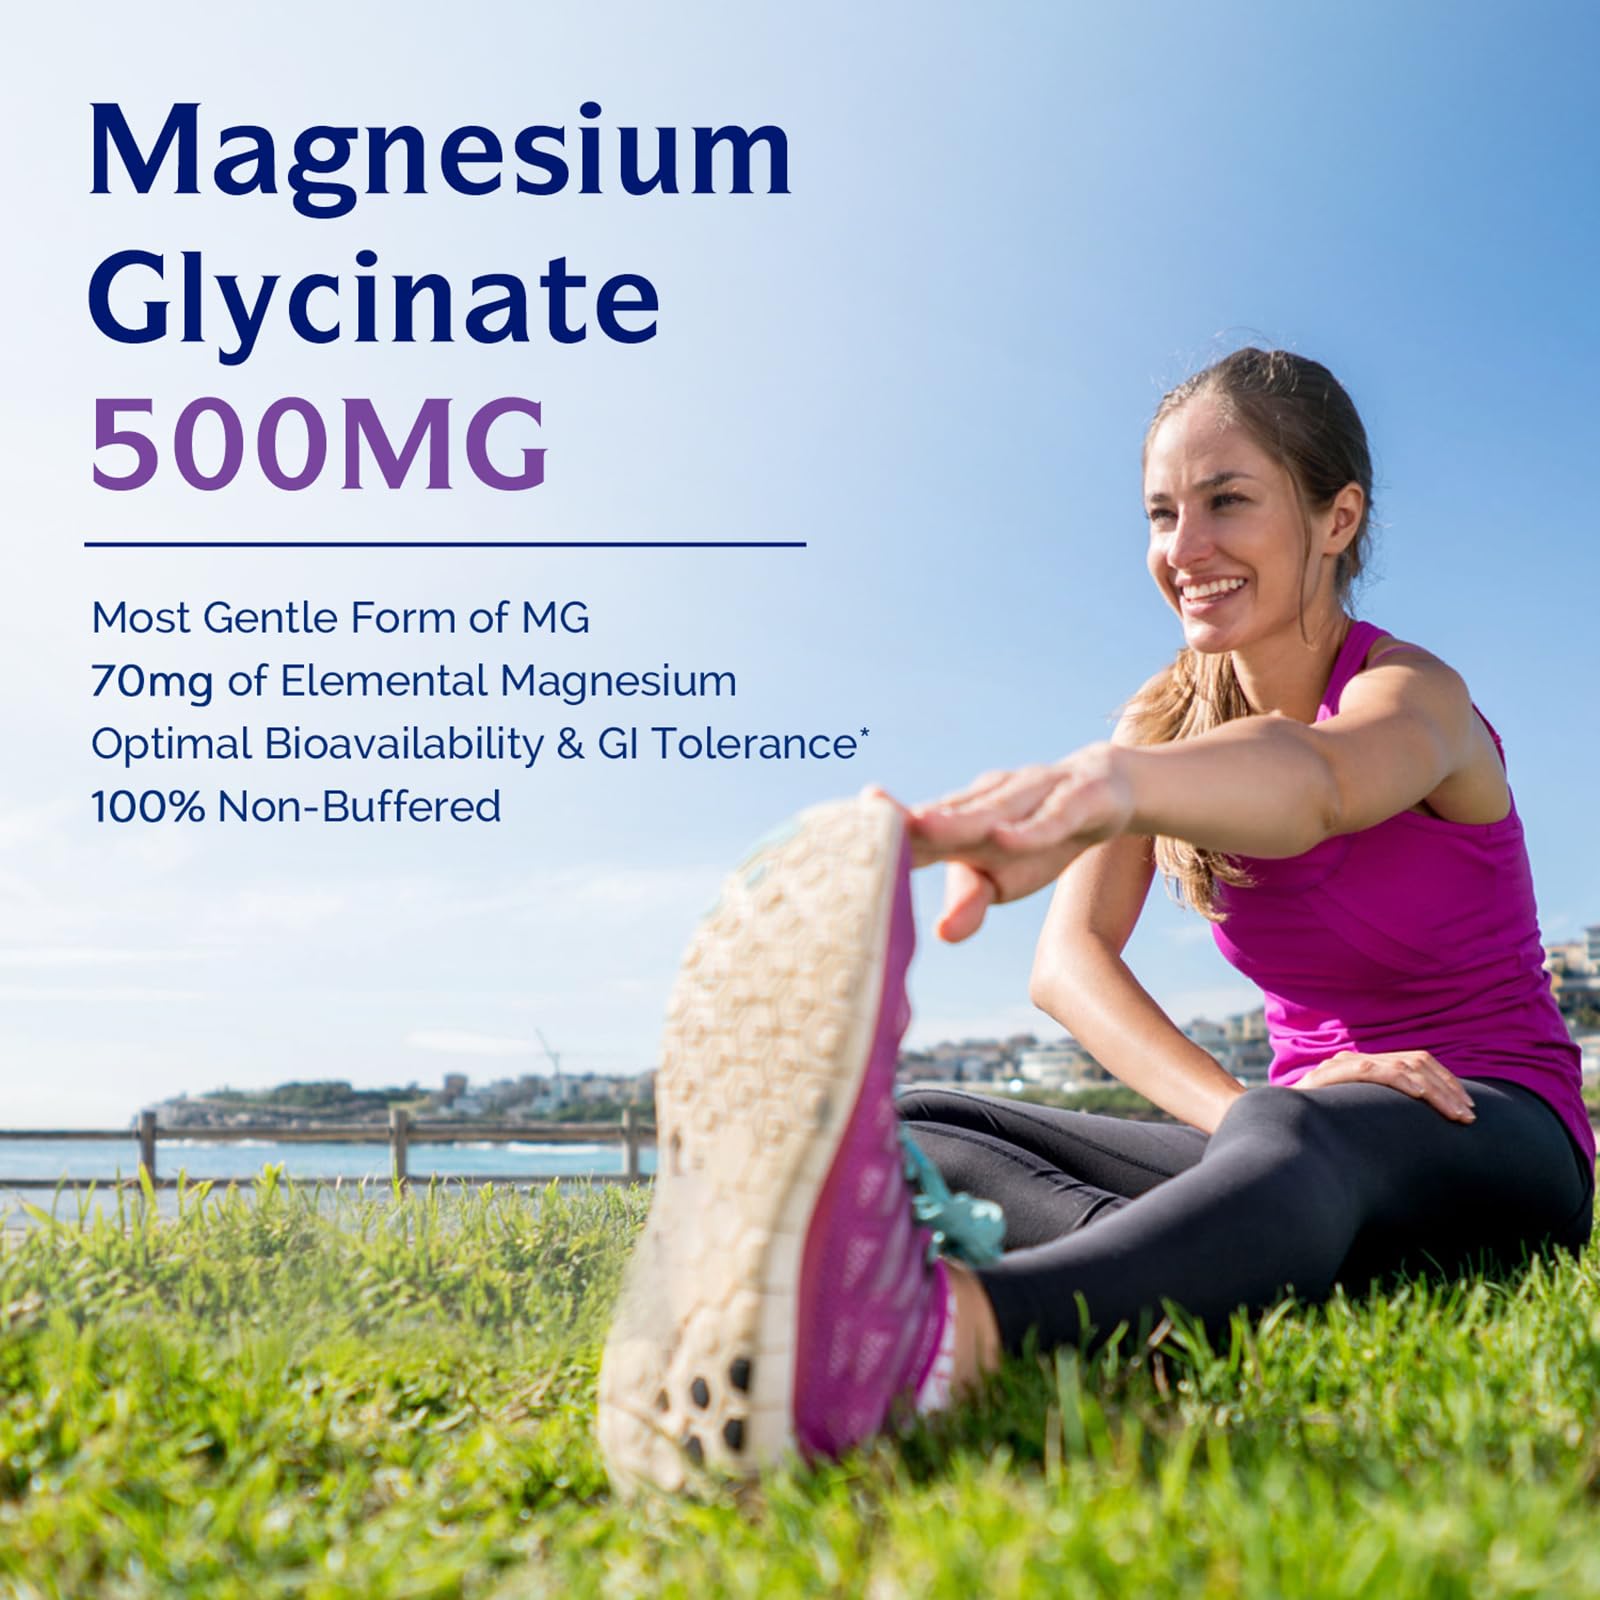 Magnesium
Glycinate
500MG
Most Gentle Form of MG
70mg of Elemental Magnesium
Optimal Bioavailability & GI Tolerance*
100% Non-Buffered